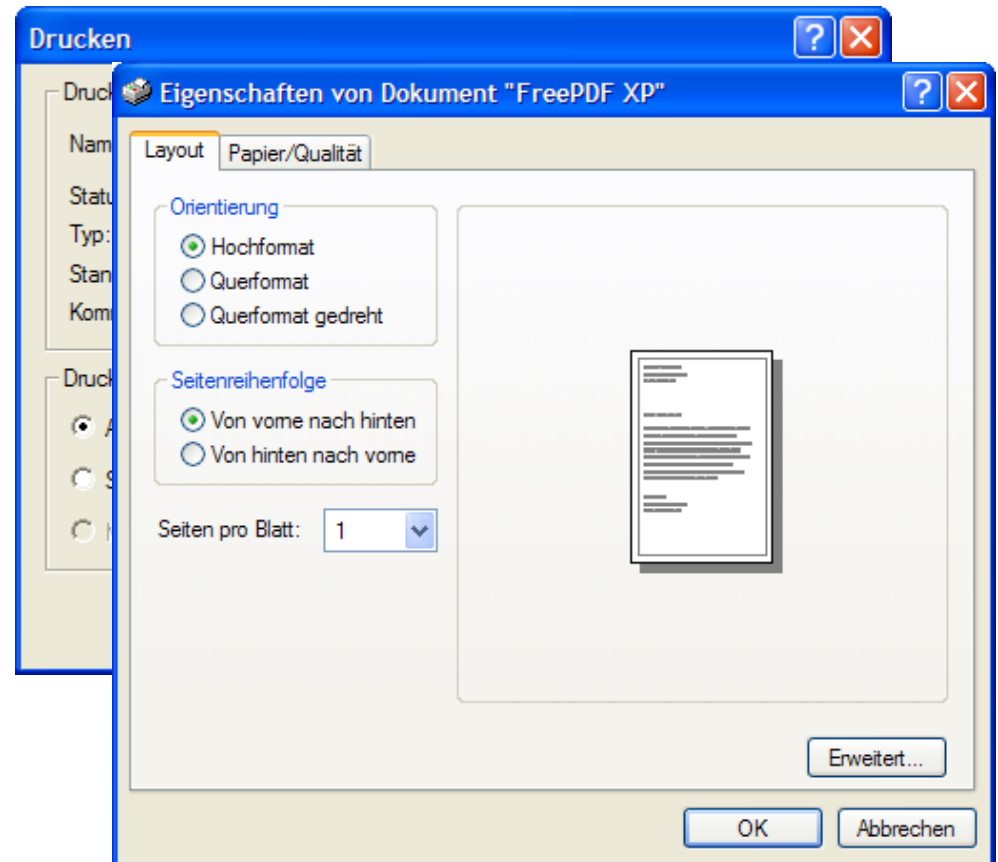 Drucken
Eigenschaften von Dokument "FreePDF XP"
Layout
Papier/Qualität
Typ:
Orientierung
Hochformat
Querformat
Querformat gedreht
Seitenreihenfolge
Von vorne nach hinten
Von hinten nach vorne
Seiten pro Blatt: 1
Erweitert...
OK
Abbrechen